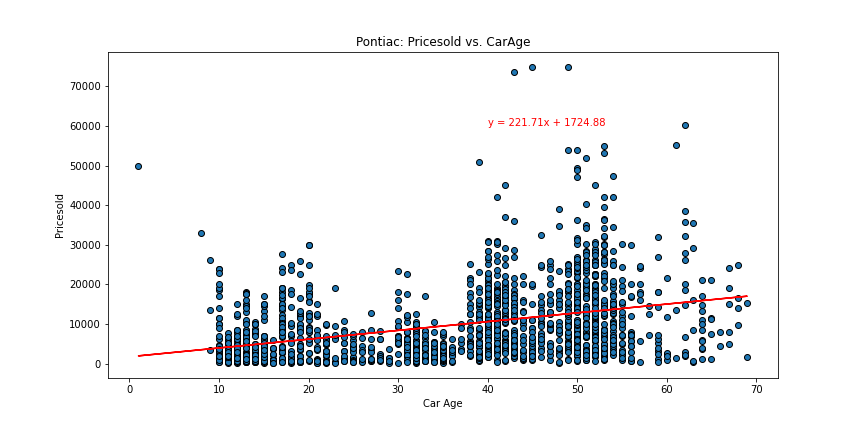 Pontiac: Pricesold vs. CarAge
70000
60000
50000
40000
30000
20000
10000
0
Pricesold
y = 221.71x + 1724.88
0 10 20 30 40 50 60 70
Car Age